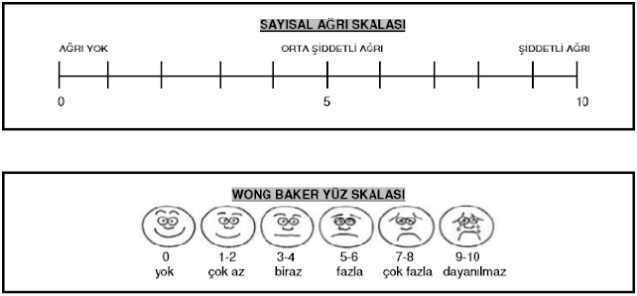 SAYISAL AĞRI SKALASI
AĞRI YOK ORTA ŞİDDETLİ AĞRI ŞİDDETLİ AĞRI
0 5 10
WONG BAKER YÜZ SKALASI
0 1-2 3-4 5-6 7-8 9-10
yok çok az biraz fazla çok fazla dayanılmaz